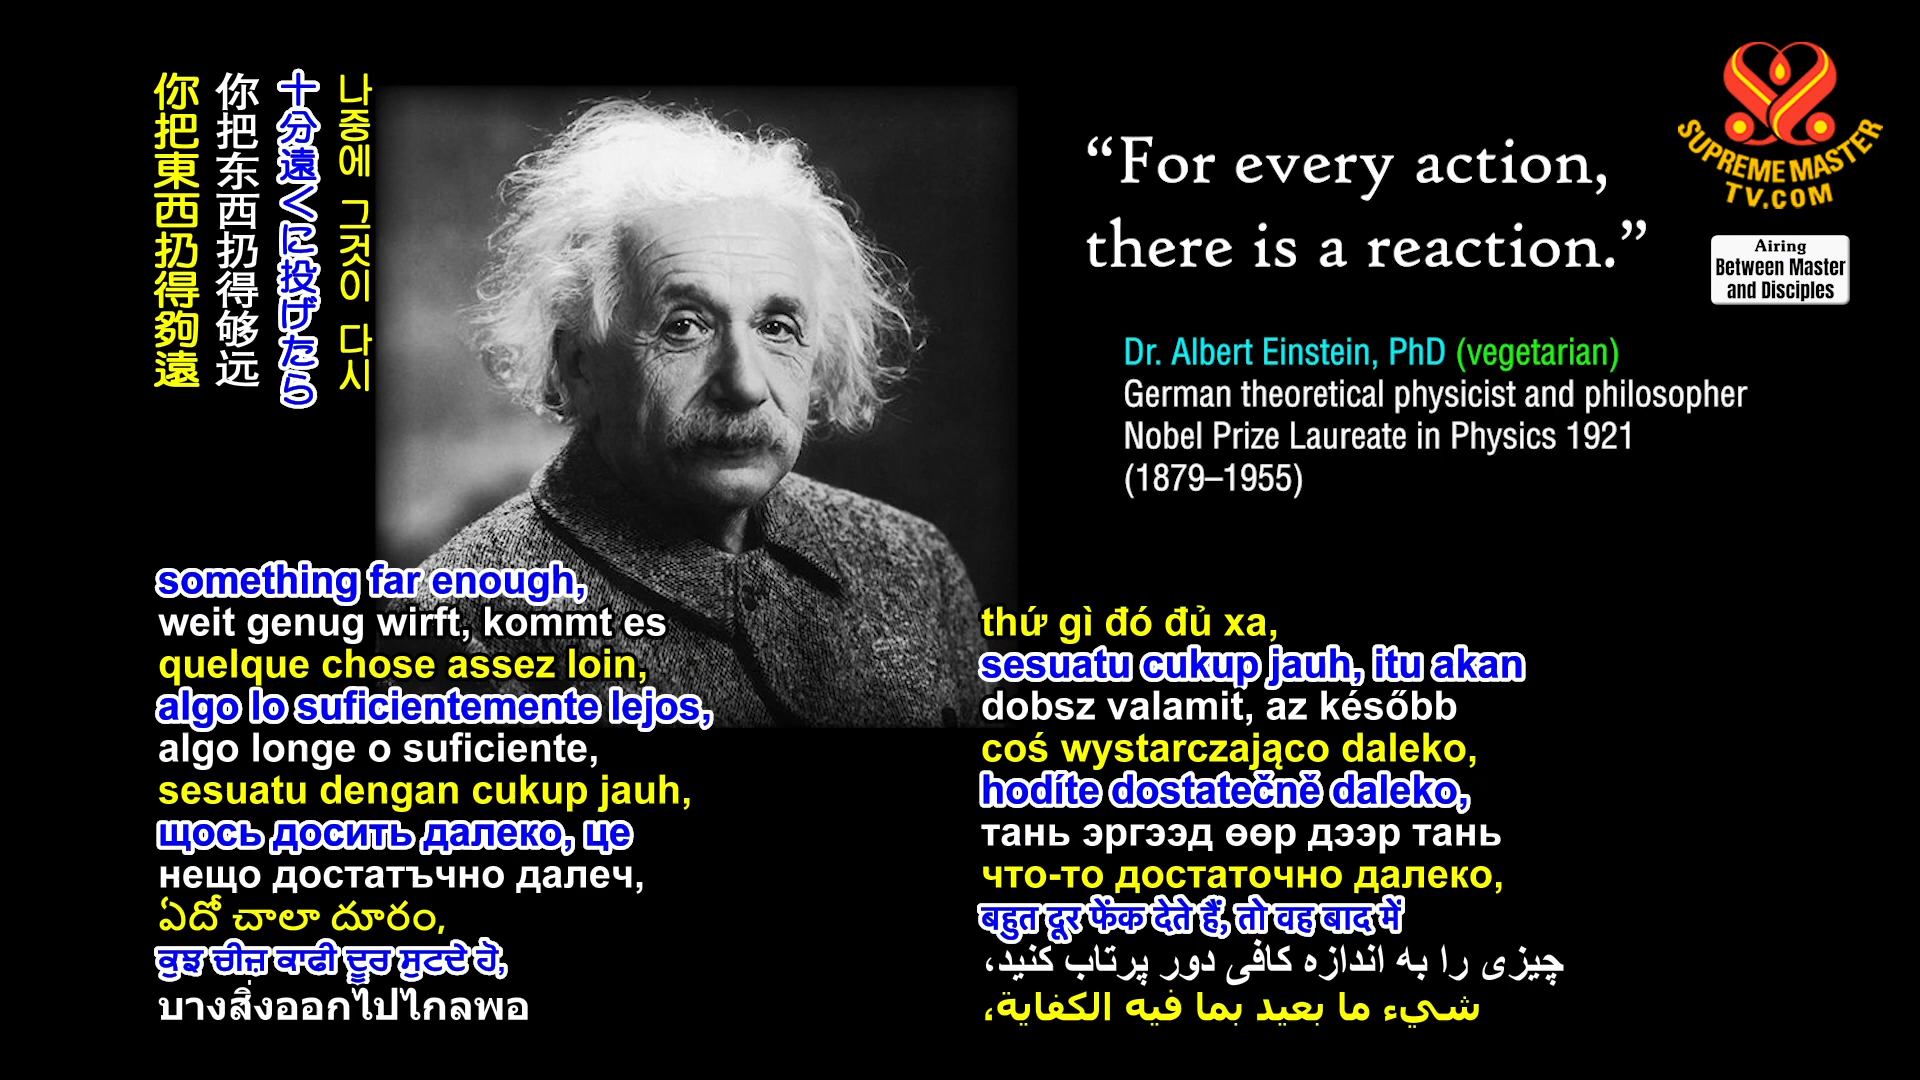 你把東西扔得夠遠
你把东西扔得够远
十分遠くに投げたら
나중에 그것이 다시
“For every action,
there is a reaction.”
SUPREME MASTER
TV.COM
Airing
Between Master
and Disciples
Dr. Albert Einstein, PhD (vegetarian)
German theoretical physicist and philosopher
Nobel Prize Laureate in Physics 1921
(1879–1955)
something far enough,
weit genug wirft, kommt es
quelque chose assez loin,
algo lo suficientemente lejos,
algo longe o suficiente,
sesuatu dengan cukup jauh,
щось досить далеко, це
нещо достатъчно далеч,
ఏదో చాలా దూరం,
ਕੁਝ ਚੀਜ਼ ਕਾਫੀ ਦੂਰ ਸੁਟਦੇ ਹੋ,
บางสิ่งออกไปไกลพอ
thứ gì đó đủ xa,
sesuatu cukup jauh, itu akan
dobsz valamit, az később
coś wystarczająco daleko,
hodíte dostatečně daleko,
тань эргээд өөр дээр тань
что-то достаточно далеко,
बहुत दूर फेंक देते हैं, तो वह बाद में
چیزی را به اندازه کافی دور پرتاب کنید،
شيء ما بعيد بما فيه الكفاية،